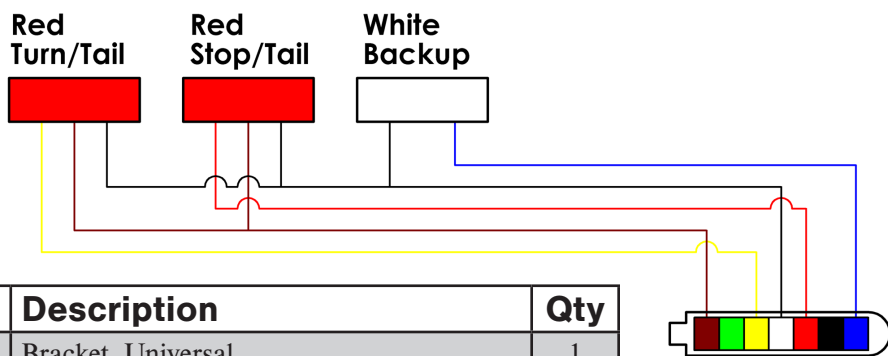 Red
Turn/Tail
Red
Stop/Tail
White
Backup
Description Qty
Bracket, Universal 1